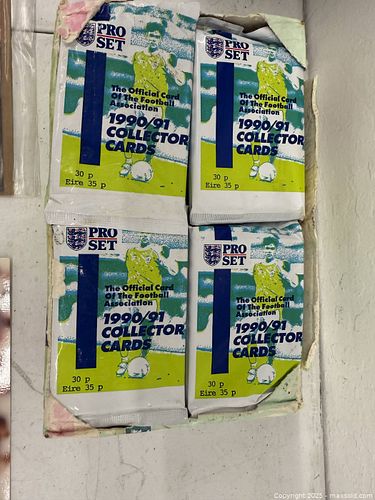 PRO
SET
The Official Card
Of The Football
Association
1990/91
COLLECTOR
CARDS
30 p
Eire 35 p
PRO
SET
The Official Card
Of The Football
Association
1990/91
COLLECTOR
CARDS
30 p
Eire 35 p
PRO
SET
The Official Card
Of The Football
Association
1990/91
COLLECTOR
CARDS
30 p
Eire 35 p
PRO
SET
The Official Card
Of The Football
Association
1990/91
COLLECTOR
CARDS
30 p
Eire 35 p
Copyright 2025 - maxsold.com